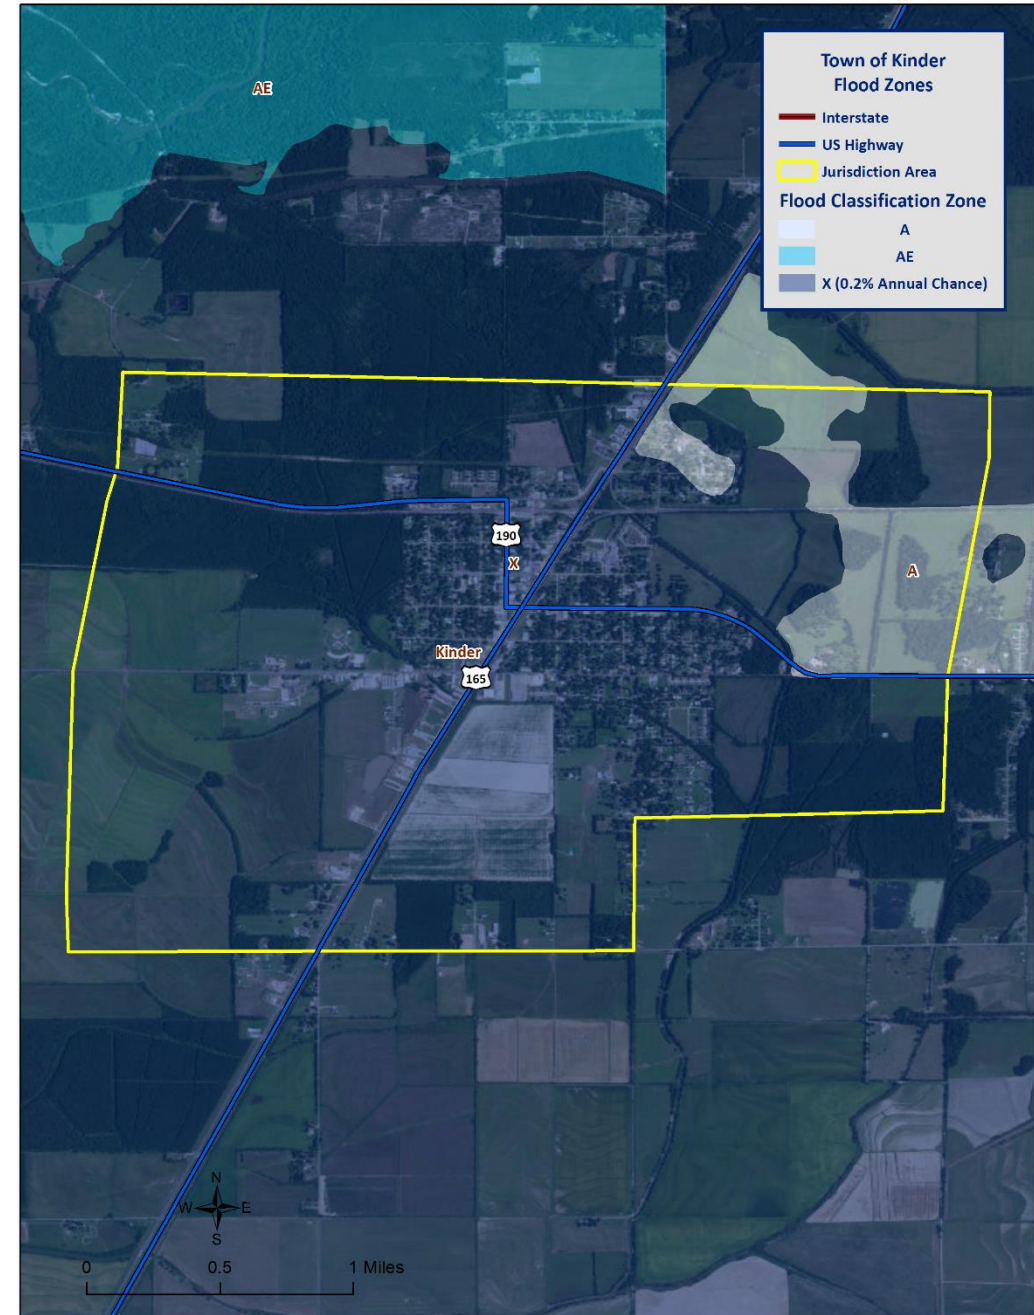 Town of Kinder
Flood Zones
Interstate
US Highway
Jurisdiction Area
Flood Classification Zone
A
AE
X (0.2% Annual Chance)
AE
190
X
A
Kinder
165
N
W E
S
0 0.5 1 Miles